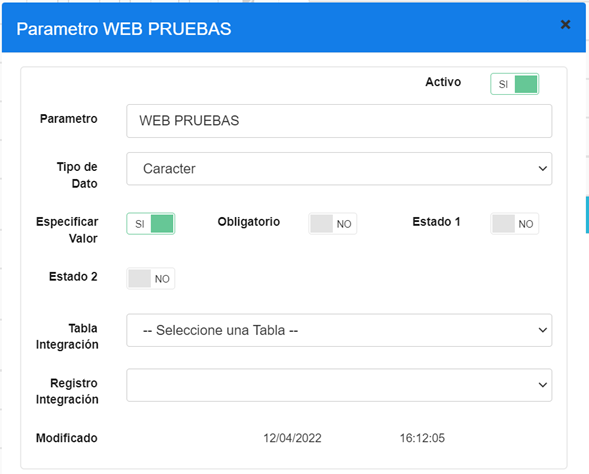 Parametro WEB PRUEBAS
×
Activo SI
Parametro WEB PRUEBAS
Tipo de Dato Caracter
Especificar Valor SI Obligatorio NO Estado 1 NO
Estado 2 NO
Tabla Integración -- Seleccione una Tabla --
Registro Integración
Modificado 12/04/2022 16:12:05